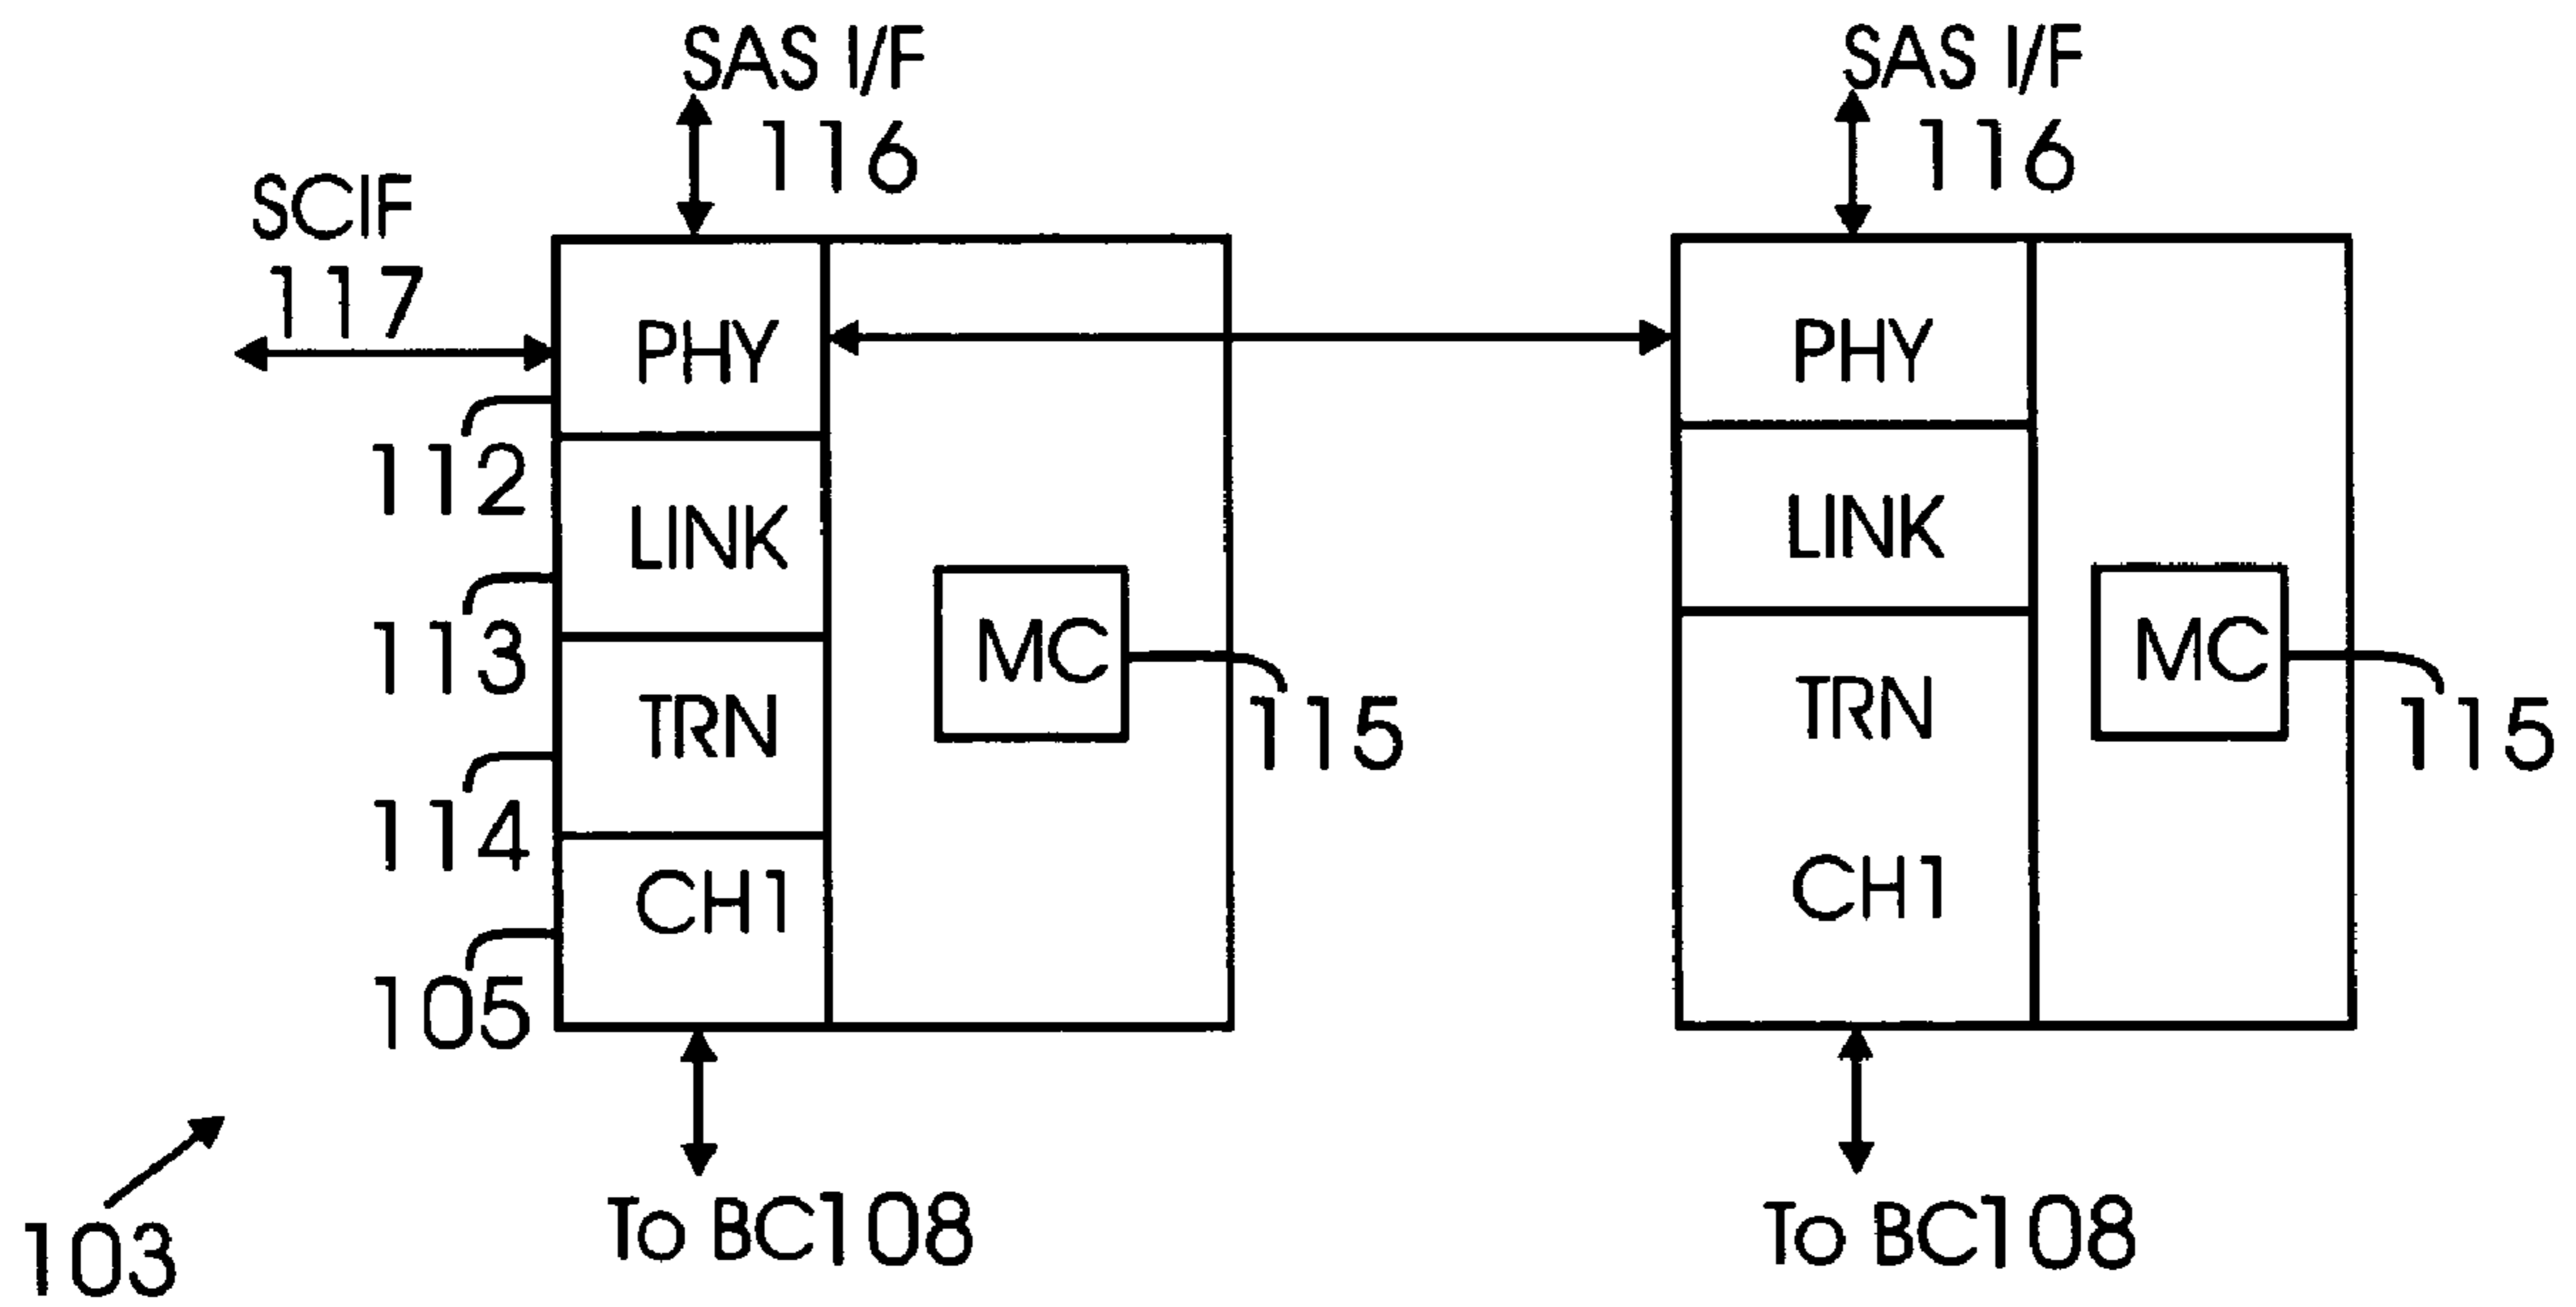 SAS I/F
116
SAS I/F
116
SCIF
117
PHY
PHY
112
LINK
LINK
113
MC
MC
115
115
TRN
TRN
114
CH1
CH1
105
To BC108
To BC108
103